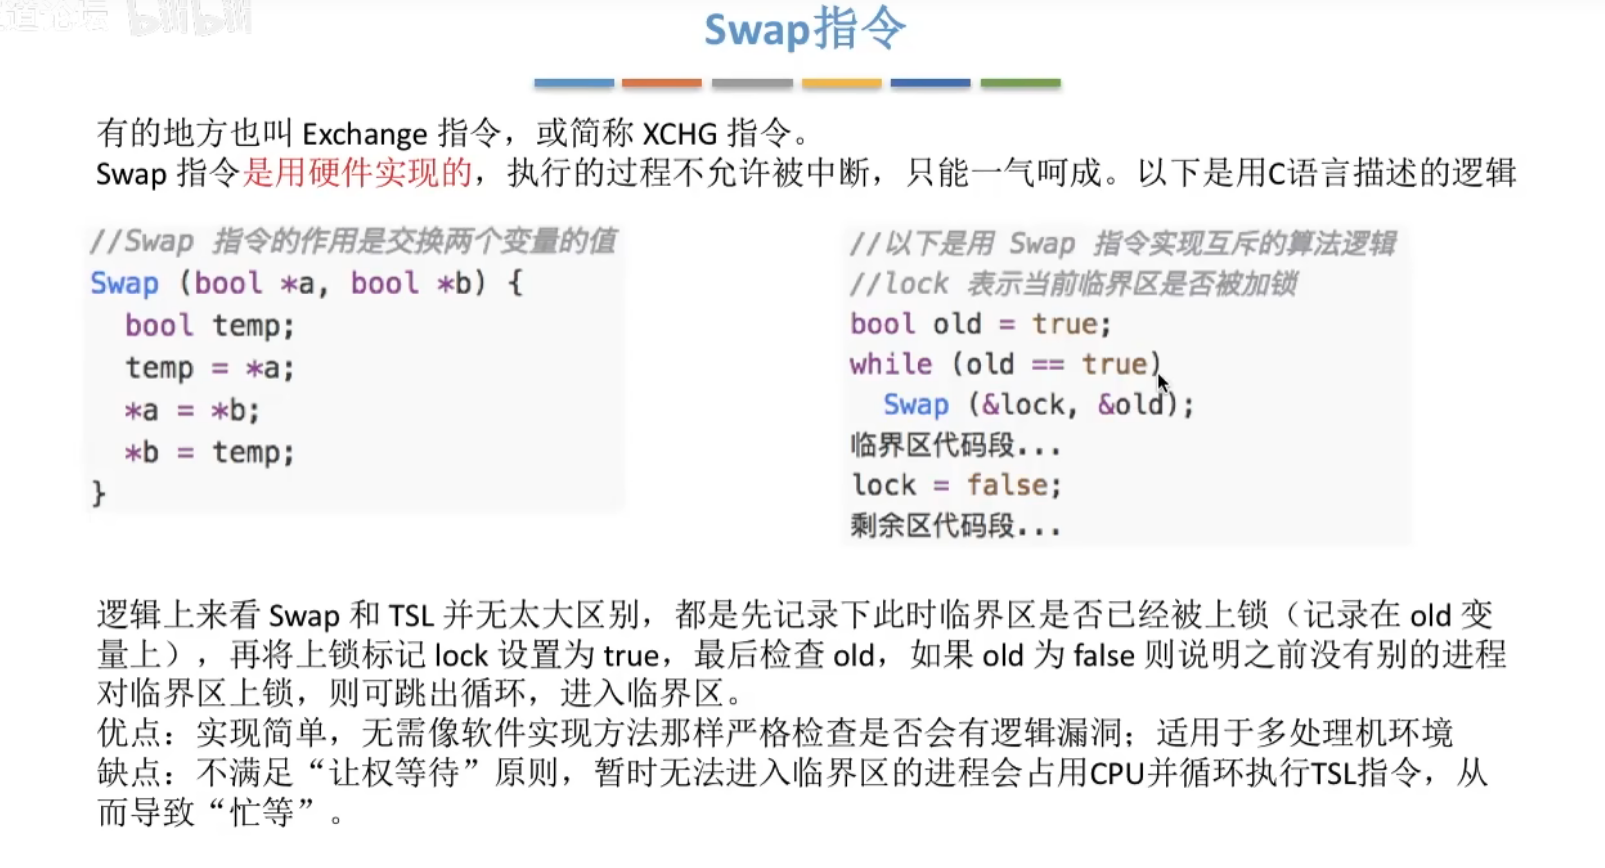 bilibili
Swap指令
有的地方也叫 Exchange 指令，或简称 XCHG 指令。
Swap 指令是用硬件实现的，执行的过程不允许被中断，只能一气呵成。以下是用C语言描述的逻辑
//Swap 指令的作用是交换两个变量的值
Swap (bool *a, bool *b) {
  bool temp;
  temp = *a;
  *a = *b;
  *b = temp;
}
//以下是用 Swap 指令实现互斥的算法逻辑
//lock 表示当前临界区是否被加锁
bool old = true;
while (old == true)
  Swap (&lock, &old);
临界区代码段...
lock = false;
剩余区代码段...
逻辑上来看 Swap 和 TSL 并无太大区别，都是先记录下此时临界区是否已经被上锁（记录在 old 变
量上），再将上锁标记 lock 设置为 true，最后检查 old，如果 old 为 false 则说明之前没有别的进程
对临界区上锁，则可跳出循环，进入临界区。
优点：实现简单，无需像软件实现方法那样严格检查是否会有逻辑漏洞；适用于多处理机环境
缺点：不满足“让权等待”原则，暂时无法进入临界区的进程会占用CPU并循环执行TSL指令，从
而导致“忙等”。